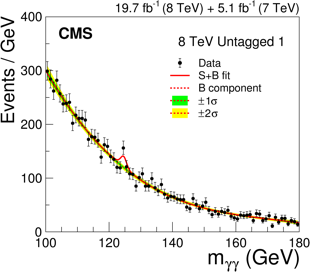 19.7 fb⁻¹ (8 TeV) + 5.1 fb⁻¹ (7 TeV)
CMS
8 TeV Untagged 1
Data
S+B fit
B component
±1σ
±2σ
Events / GeV
400
300
200
100
0
100 120 140 160 180
mγγ (GeV)